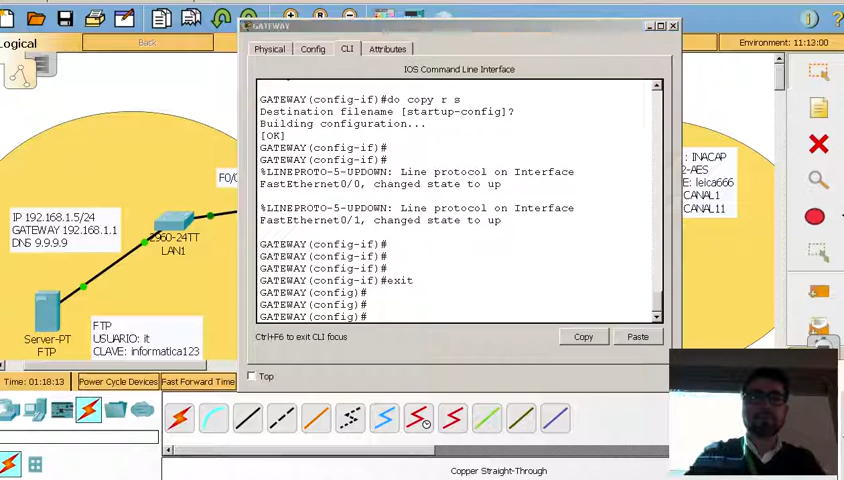 GATEWAY
Logical
Back
Environment: 11:13:00
Physical
Config
CLI
Attributes
IOS Command Line Interface
GATEWAY(config-if)#do copy r s
Destination filename [startup-config]?
Building configuration...
[OK]
GATEWAY(config-if)#
GATEWAY(config-if)#
%LINEPROTO-5-UPDOWN: Line protocol on Interface
FastEthernet0/0, changed state to up
%LINEPROTO-5-UPDOWN: Line protocol on Interface
FastEthernet0/1, changed state to up
GATEWAY(config-if)#
GATEWAY(config-if)#
GATEWAY(config-if)#
GATEWAY(config-if)#exit
GATEWAY(config)#
GATEWAY(config)#
GATEWAY(config)#
Ctrl+F6 to exit CLI focus
Copy
Paste
Top
F0/0
IP 192.168.1.5/24
GATEWAY 192.168.1.1
DNS 9.9.9.9
2960-24TT
LAN1
Server-PT
FTP
FTP
USUARIO: it
CLAVE: informatica123
: INACAP
2-AES
: leica666
CANAL1
CANAL11
Time: 01:18:13
Power Cycle Devices
Fast Forward Time
Copper Straight-Through